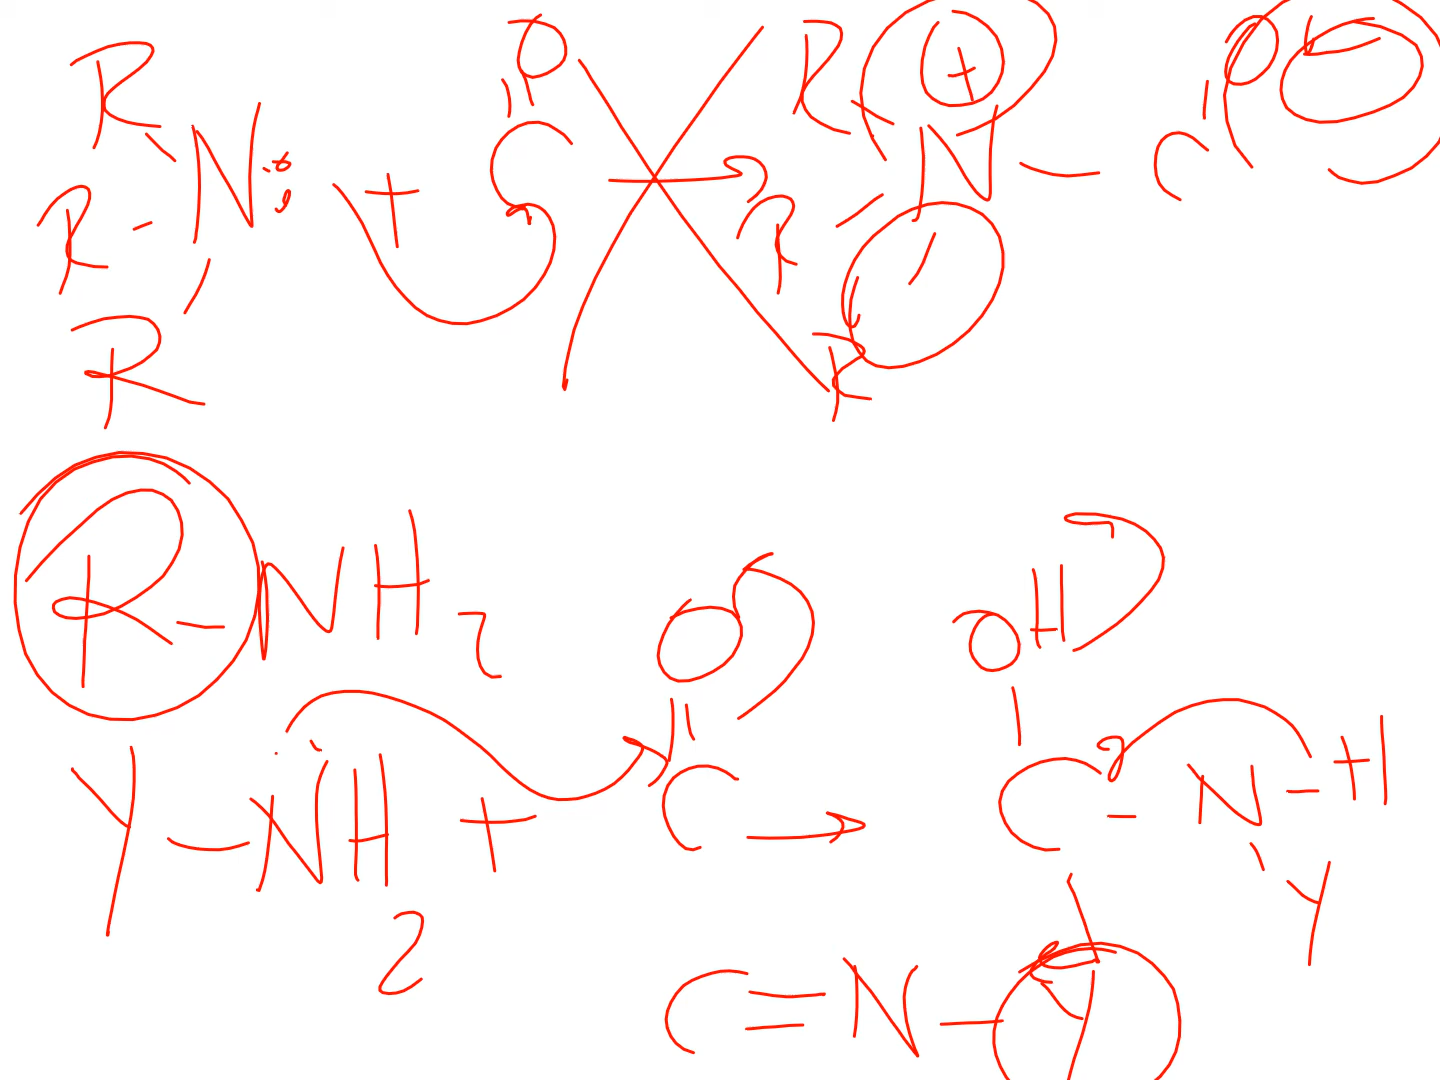 R O R + O -
R - N : + C → R - N - C
R R
R - NH2 O OH
Y - NH2 + C → C - N - H
Y
C = N - Y